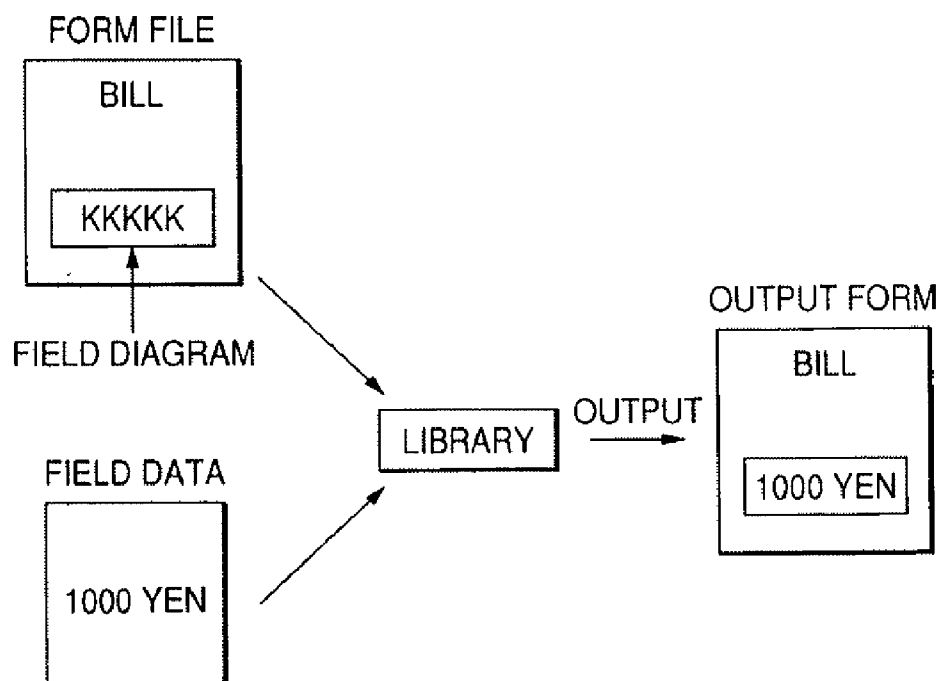 FORM FILE
BILL
KKKKK
FIELD DIAGRAM
FIELD DATA
1000 YEN
LIBRARY
OUTPUT
OUTPUT FORM
BILL
1000 YEN